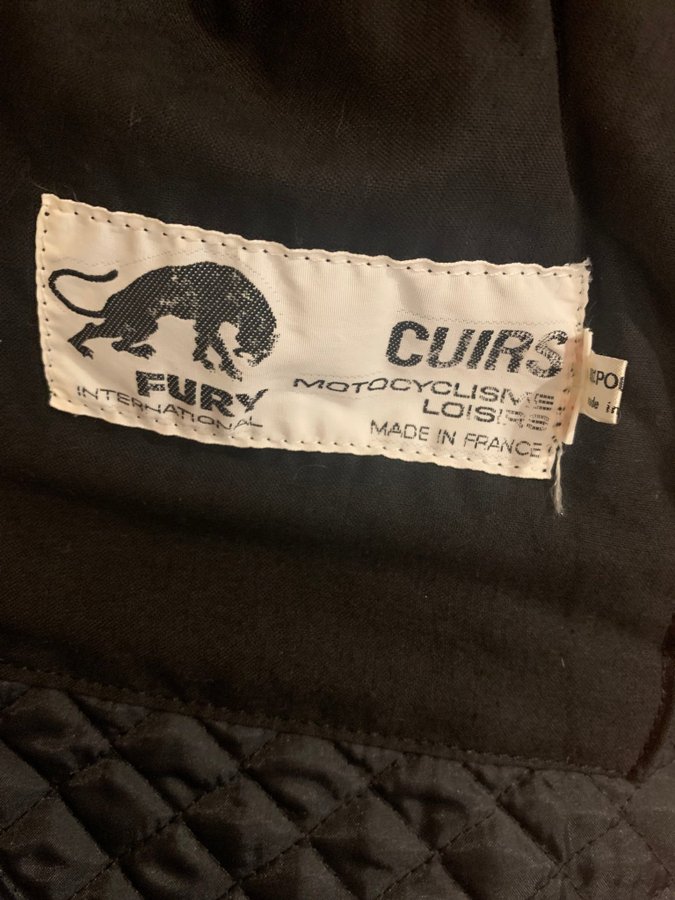 FURY
INTERNATIONAL
CUIRS
MOTOCYCLISME
LOISIRS
MADE IN FRANCE